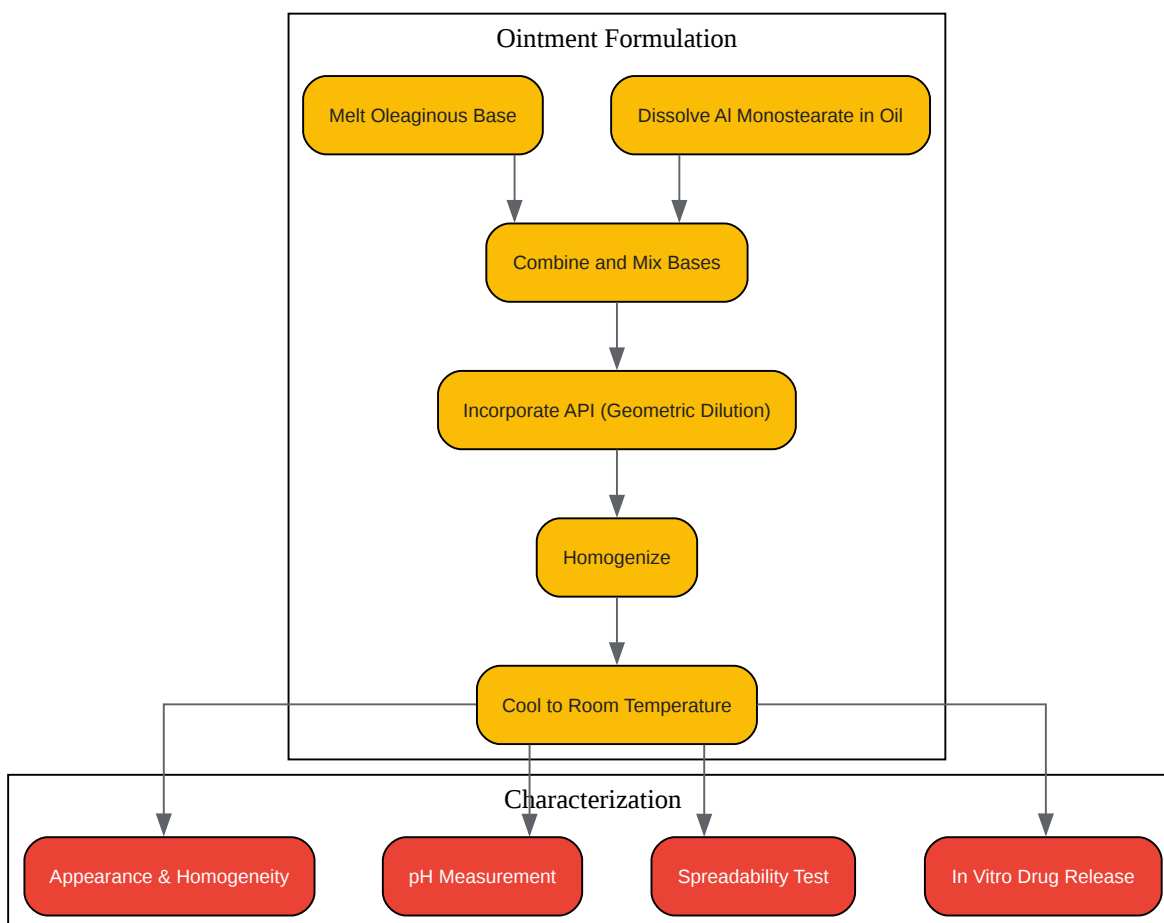 Ointment Formulation
Melt Oleaginous Base
Dissolve Al Monostearate in Oil
Combine and Mix Bases
Incorporate API (Geometric Dilution)
Homogenize
Cool to Room Temperature
Characterization
Appearance & Homogeneity
pH Measurement
Spreadability Test
In Vitro Drug Release